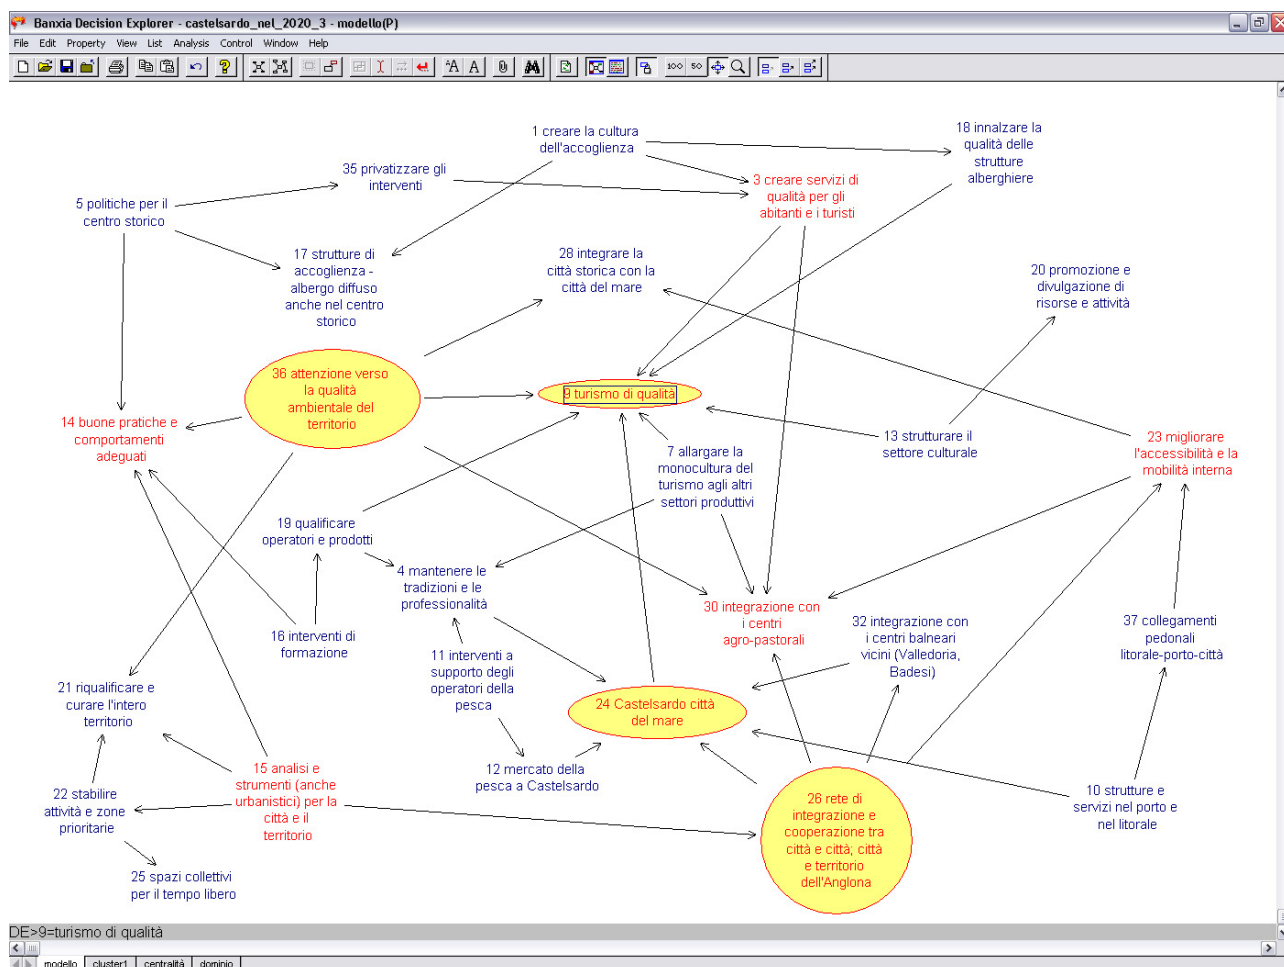 Banxia Decision Explorer - castelsardo_nel_2020_3 - modello(P)
File Edit Property View List Analysis Control Window Help
100 50
1 creare la cultura
dell'accoglienza
18 innalzare la
qualità delle
strutture
alberghiere
35 privatizzare gli
interventi
3 creare servizi di
qualità per gli
abitanti e i turisti
5 politiche per il
centro storico
17 strutture di
accoglienza -
albergo diffuso
anche nel centro
storico
28 integrare la
città storica con la
città del mare
20 promozione e
divulgazione di
risorse e attività
36 attenzione verso
la qualità
ambientale del
territorio
9 turismo di qualità
14 buone pratiche e
comportamenti
adeguati
7 allargare la
monocultura del
turismo agli altri
settori produttivi
13 strutturare il
settore culturale
23 migliorare
l'accessibilità e la
mobilità interna
19 qualificare
operatori e prodotti
4 mantenere le
tradizioni e le
professionalità
30 integrazione con
i centri
agro-pastorali
32 integrazione con
i centri balneari
vicini (Valledoria,
Badesi)
37 collegamenti
pedonali
litorale-porto-città
16 interventi di
formazione
11 interventi a
supporto degli
operatori della
pesca
21 riqualificare e
curare l'intero
territorio
24 Castelsardo città
del mare
15 analisi e
strumenti (anche
urbanistici) per la
città e il
territorio
12 mercato della
pesca a Castelsardo
22 stabilire
attività e zone
prioritarie
26 rete di
integrazione e
cooperazione tra
città e città; città
e territorio
dell'Anglona
10 strutture e
servizi nel porto e
nel litorale
25 spazi collettivi
per il tempo libero
DE>9=turismo di qualità
modello cluster1 centralità dominio